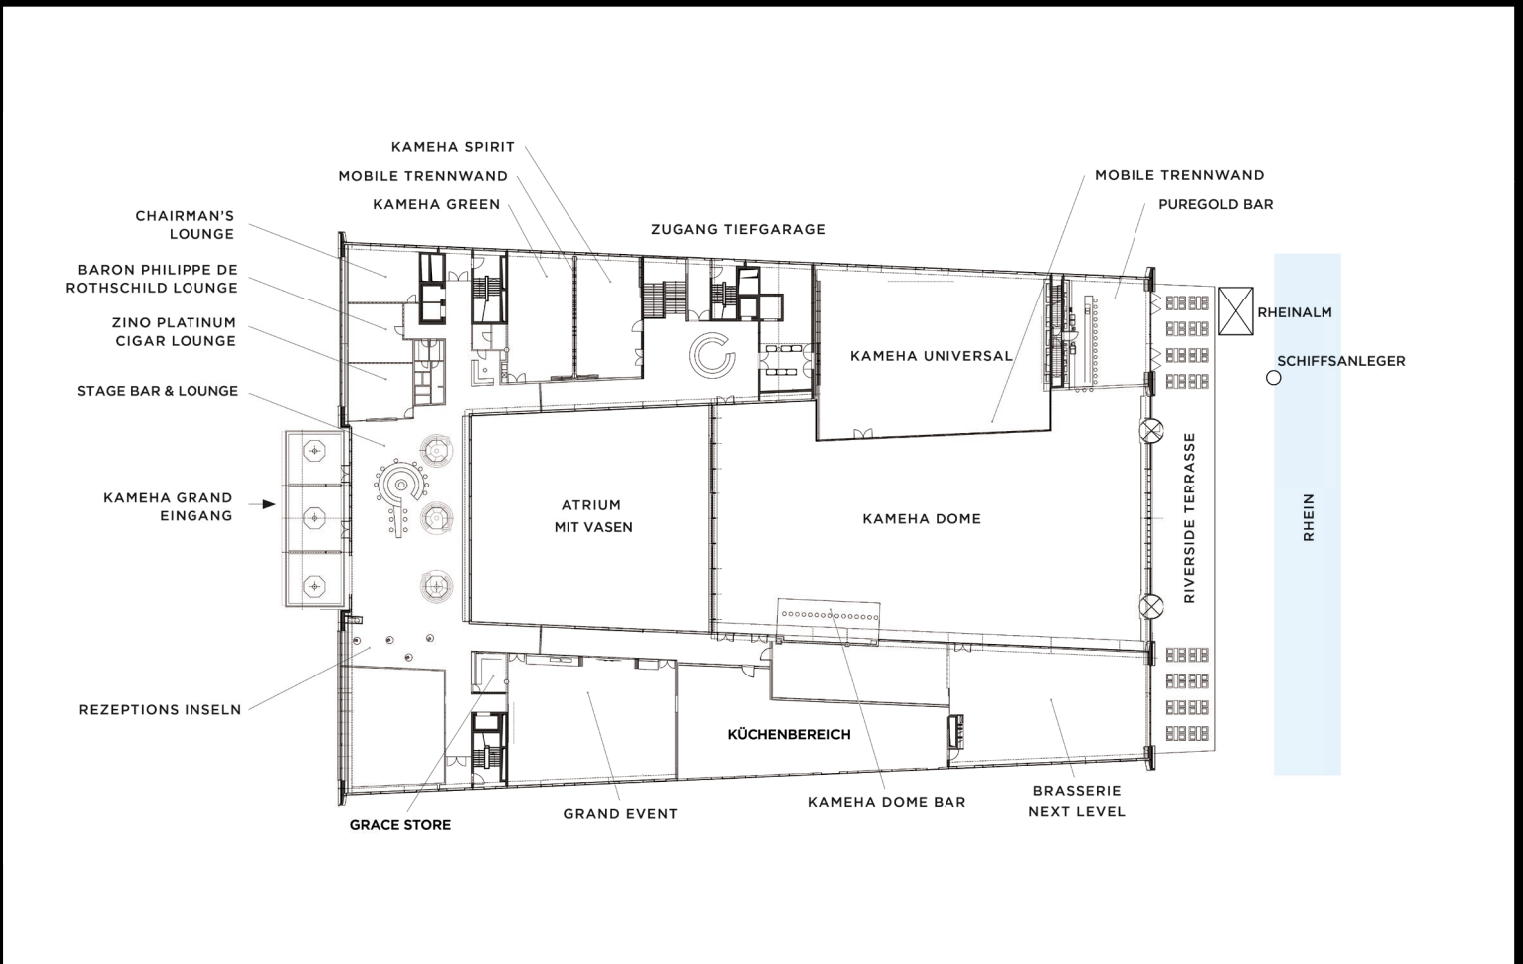 KAMEHA SPIRIT
MOBILE TRENNWAND
KAMEHA GREEN
CHAIRMAN'S
LOUNGE
BARON PHILIPPE DE
ROTHSCHILD LOUNGE
ZINO PLATINUM
CIGAR LOUNGE
STAGE BAR & LOUNGE
KAMEHA GRAND
EINGANG
REZEPTIONS INSELN
GRACE STORE
ZUGANG TIEFGARAGE
MOBILE TRENNWAND
PUREGOLD BAR
KAMEHA UNIVERSAL
ATRIUM
MIT VASEN
KAMEHA DOME
RHEINALM
SCHIFFSANLEGER
RIVERSIDE TERRASSE
RHEIN
KÜCHENBEREICH
GRAND EVENT
KAMEHA DOME BAR
BRASSERIE
NEXT LEVEL